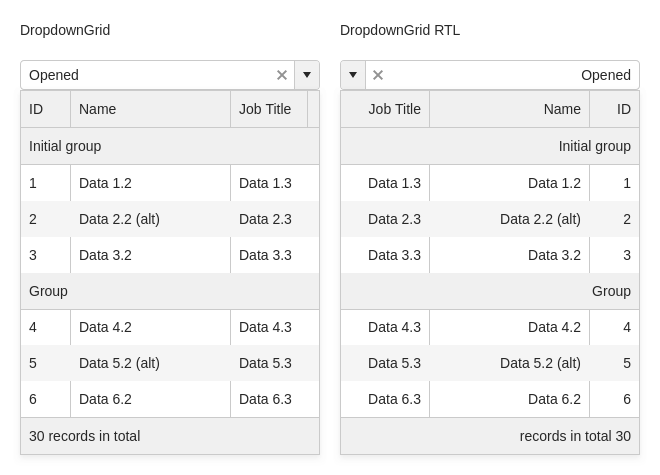 DropdownGrid
Opened
ID Name Job Title
Initial group
1 Data 1.2 Data 1.3
2 Data 2.2 (alt) Data 2.3
3 Data 3.2 Data 3.3
Group
4 Data 4.2 Data 4.3
5 Data 5.2 (alt) Data 5.3
6 Data 6.2 Data 6.3
30 records in total
DropdownGrid RTL
Opened
Job Title Name ID
Initial group
Data 1.3 Data 1.2 1
Data 2.3 Data 2.2 (alt) 2
Data 3.3 Data 3.2 3
Group
Data 4.3 Data 4.2 4
Data 5.3 Data 5.2 (alt) 5
Data 6.3 Data 6.2 6
records in total 30